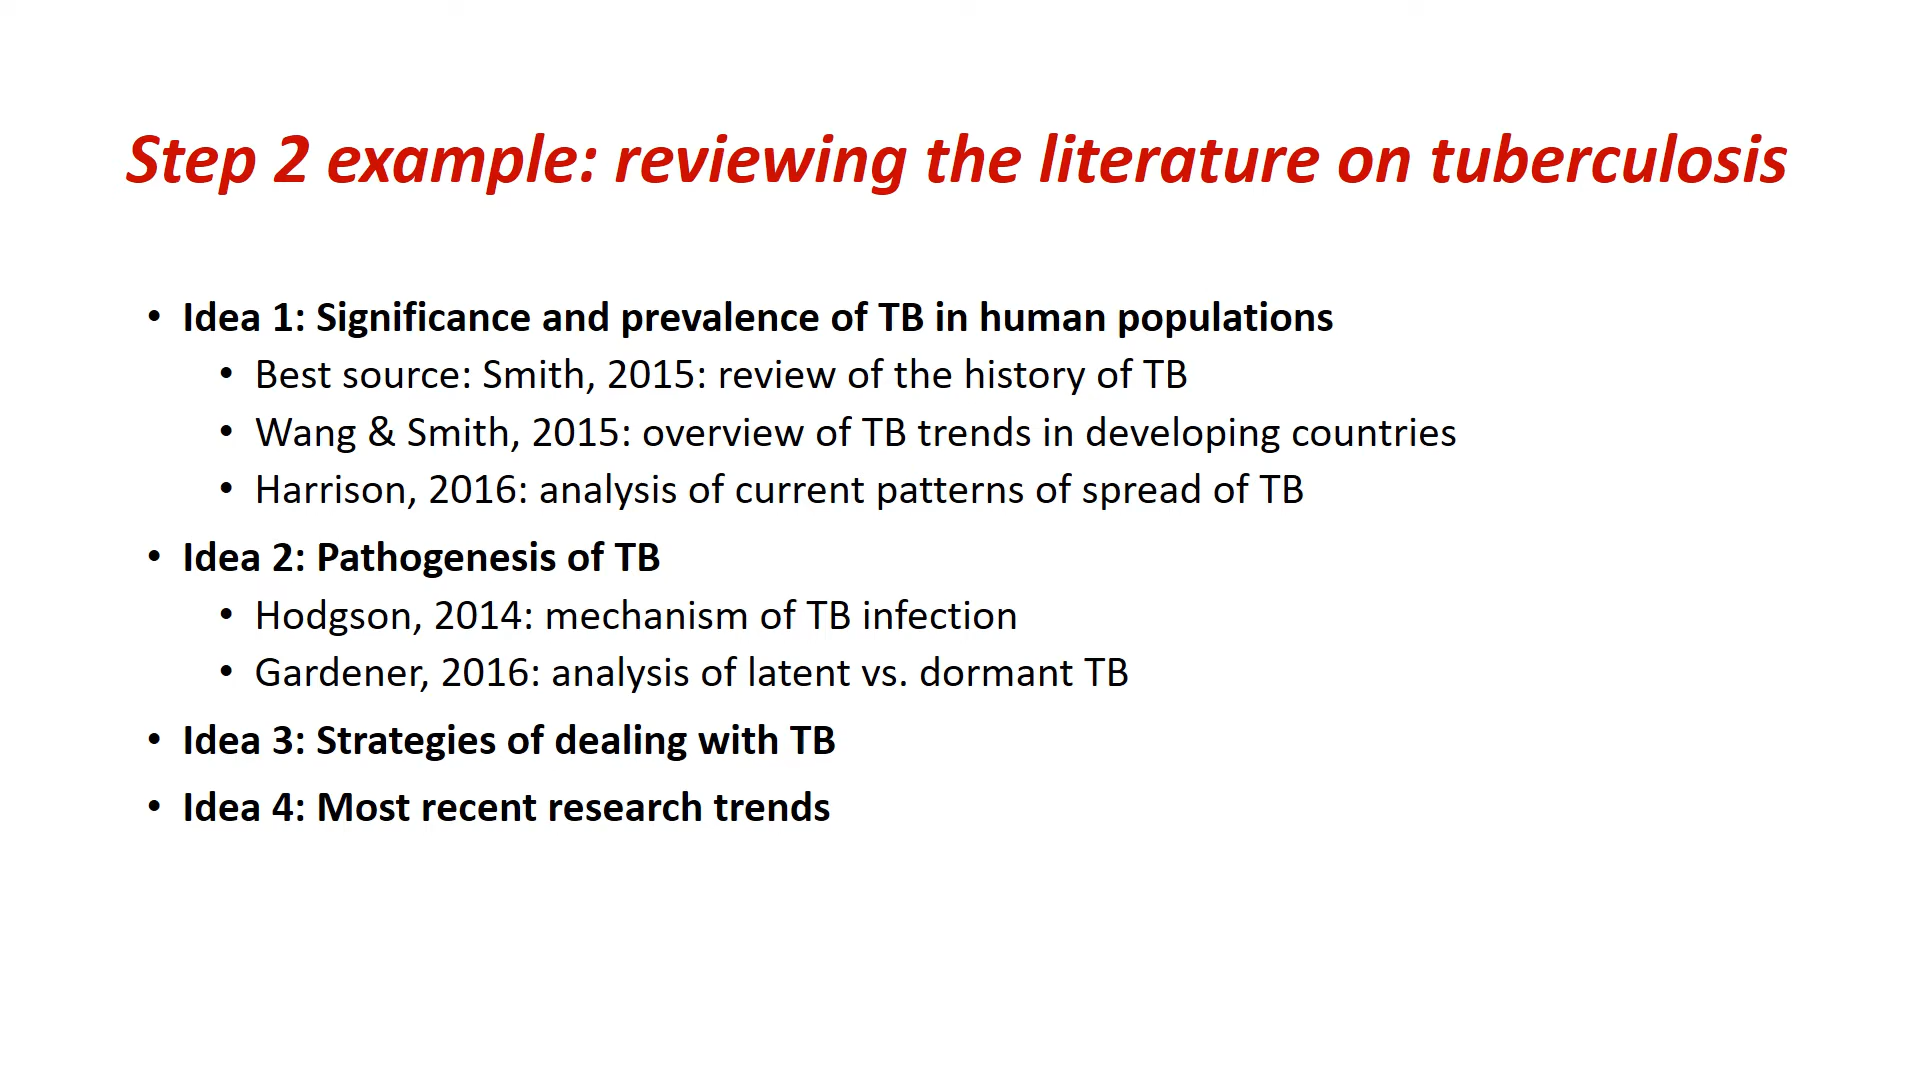 Step 2 example: reviewing the literature on tuberculosis
• Idea 1: Significance and prevalence of TB in human populations
• Best source: Smith, 2015: review of the history of TB
• Wang & Smith, 2015: overview of TB trends in developing countries
• Harrison, 2016: analysis of current patterns of spread of TB
• Idea 2: Pathogenesis of TB
• Hodgson, 2014: mechanism of TB infection
• Gardener, 2016: analysis of latent vs. dormant TB
• Idea 3: Strategies of dealing with TB
• Idea 4: Most recent research trends